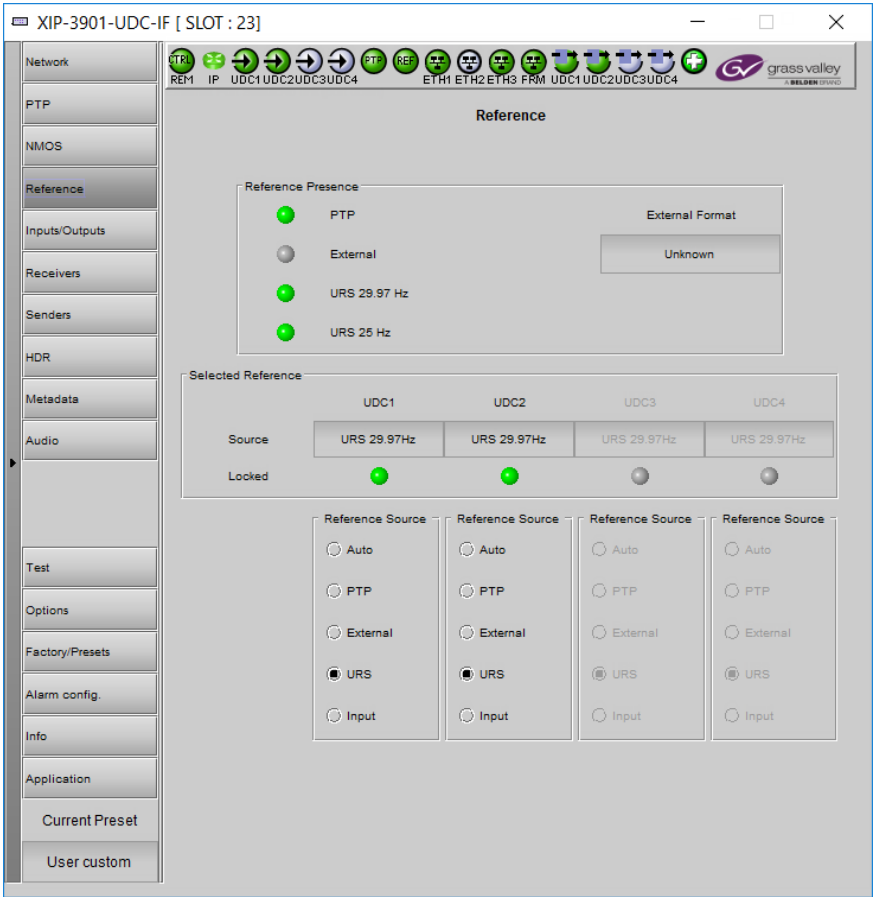 XIP-3901-UDC-IF [ SLOT : 23]
CTRL PTP REF
REM IP UDC1 UDC2 UDC3 UDC4 ETH1 ETH2 ETH3 FRM UDC1 UDC2 UDC3 UDC4
GV grass valley
A BELDEN BRAND
Network
PTP
NMOS
Reference
Inputs/Outputs
Receivers
Senders
HDR
Metadata
Audio
Test
Options
Factory/Presets
Alarm config.
Info
Application
Current Preset
User custom
Reference
Reference Presence
PTP External Format
External Unknown
URS 29.97 Hz
URS 25 Hz
Selected Reference
UDC1 UDC2 UDC3 UDC4
Source URS 29.97Hz URS 29.97Hz URS 29.97Hz URS 29.97Hz
Locked
Reference Source Reference Source Reference Source Reference Source
Auto Auto Auto Auto
PTP PTP PTP PTP
External External External External
URS URS URS URS
Input Input Input Input